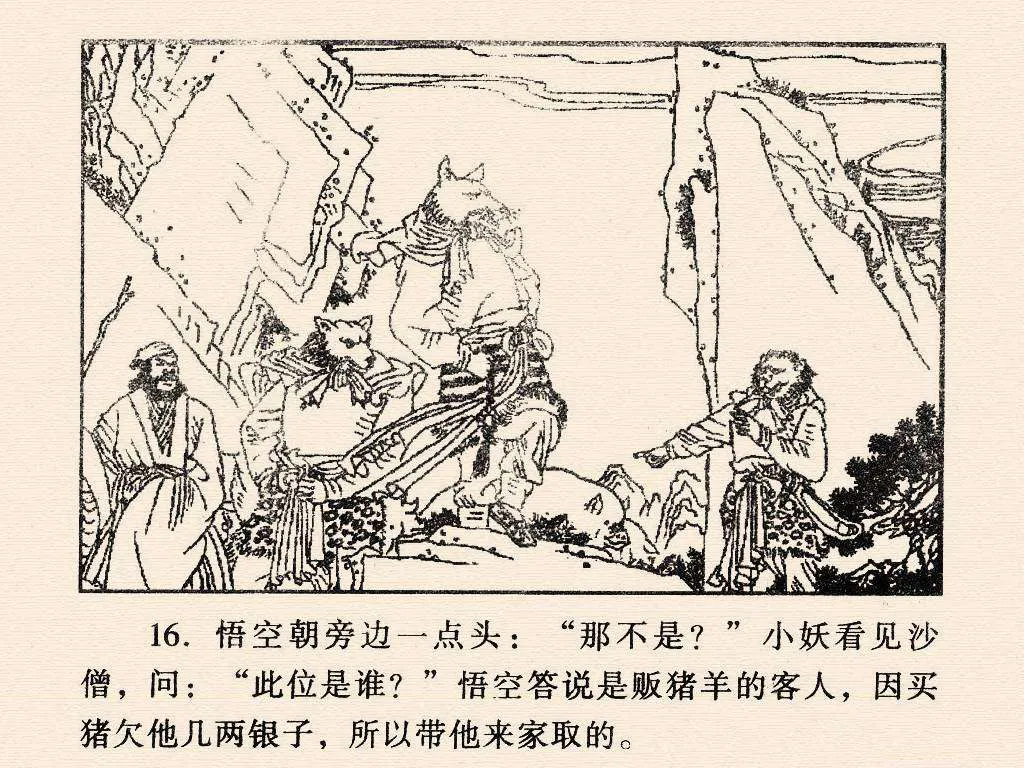 16. 悟空朝旁边一点头：“那不是？”小妖看见沙
僧，问：“此位是谁？”悟空答说是贩猪羊的客人，因买
猪欠他几两银子，所以带他来家取的。